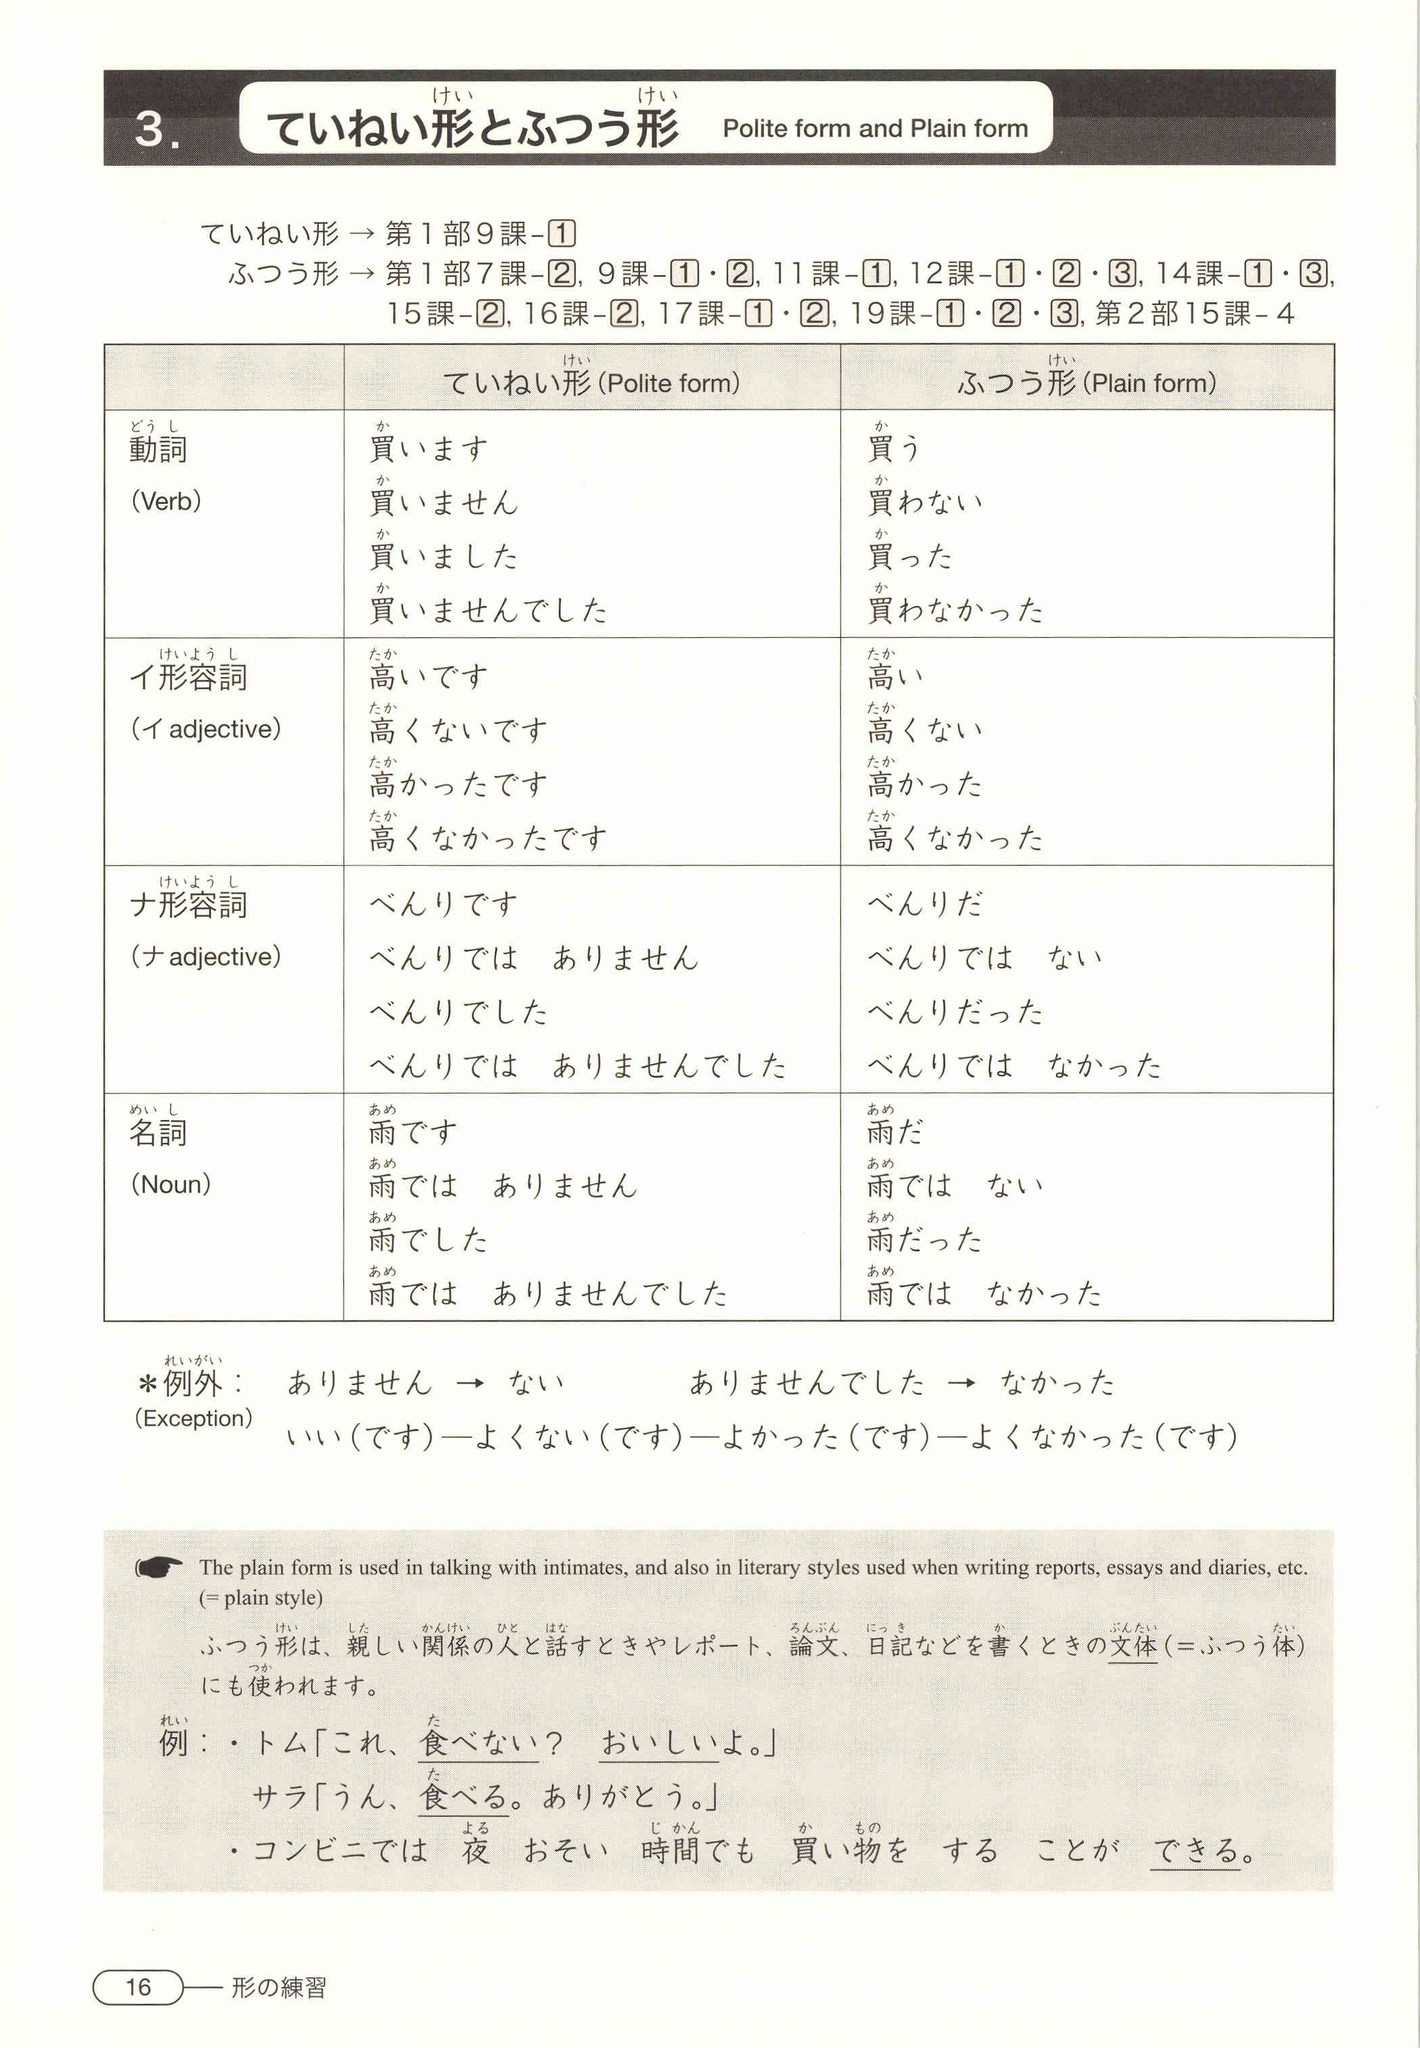 3. ていねい形とふつう形 Polite form and Plain form
ていねい形 → 第1部9課-1
ふつう形 → 第1部7課-2, 9課-1・2, 11課-1, 12課-1・2・3, 14課-1・3,
15課-2, 16課-2, 17課-1・2, 19課-1・2・3, 第2部15課-4
ていねい形(Polite form) ふつう形(Plain form)
動詞 買います 買う
(Verb) 買いません 買わない
買いました 買った
買いませんでした 買わなかった
イ形容詞 高いです 高い
(イ adjective) 高くないです 高くない
高かったです 高かった
高くなかったです 高くなかった
ナ形容詞 べんりです べんりだ
(ナ adjective) べんりでは ありません べんりでは ない
べんりでした べんりだった
べんりでは ありませんでした べんりでは なかった
名詞 雨です 雨だ
(Noun) 雨では ありません 雨では ない
雨でした 雨だった
雨では ありませんでした 雨では なかった
*例外: ありません → ない ありませんでした → なかった
(Exception)
いい(です)―よくない(です)―よかった(です)―よくなかった(です)
The plain form is used in talking with intimates, and also in literary styles used when writing reports, essays and diaries, etc.
(= plain style)
ふつう形は、親しい関係の人と話すときやレポート、論文、日記などを書くときの文体(=ふつう体)
にも使われます。
例:・トム「これ、食べない? おいしいよ。」
サラ「うん、食べる。ありがとう。」
・コンビニでは 夜 おそい 時間でも 買い物を する ことが できる。
16 形の練習